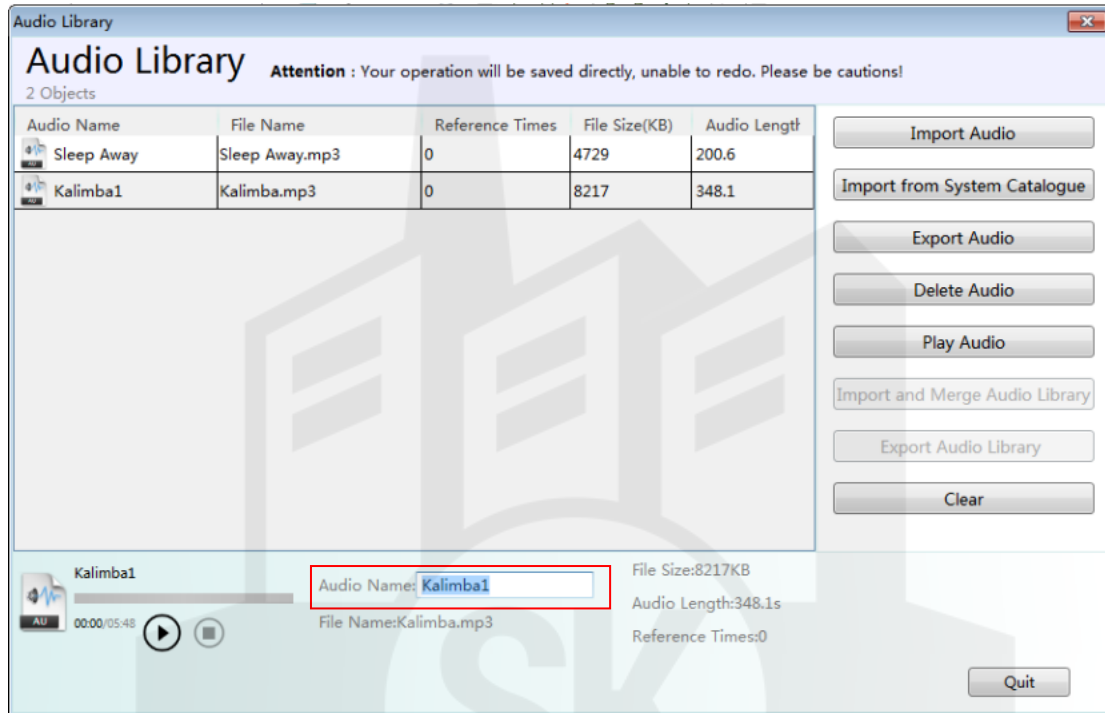 Audio Library
Audio Library
Attention : Your operation will be saved directly, unable to redo. Please be cautions!
2 Objects
Audio Name File Name Reference Times File Size(KB) Audio Length
Sleep Away Sleep Away.mp3 0 4729 200.6
Kalimba1 Kalimba.mp3 0 8217 348.1
Import Audio
Import from System Catalogue
Export Audio
Delete Audio
Play Audio
Import and Merge Audio Library
Export Audio Library
Clear
Kalimba1
AU 00:00/05:48
Audio Name: Kalimba1
File Name:Kalimba.mp3
File Size:8217KB
Audio Length:348.1s
Reference Times:0
Quit
SK